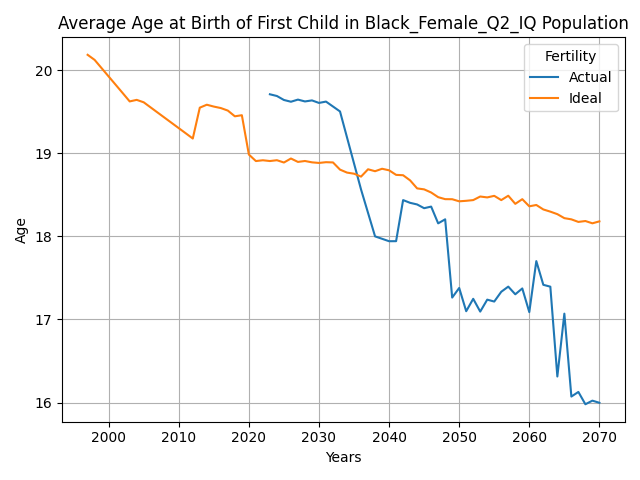 Average Age at Birth of First Child in Black_Female_Q2_IQ Population
Fertility
Actual
Ideal
Age
20
19
18
17
16
2000 2010 2020 2030 2040 2050 2060 2070
Years